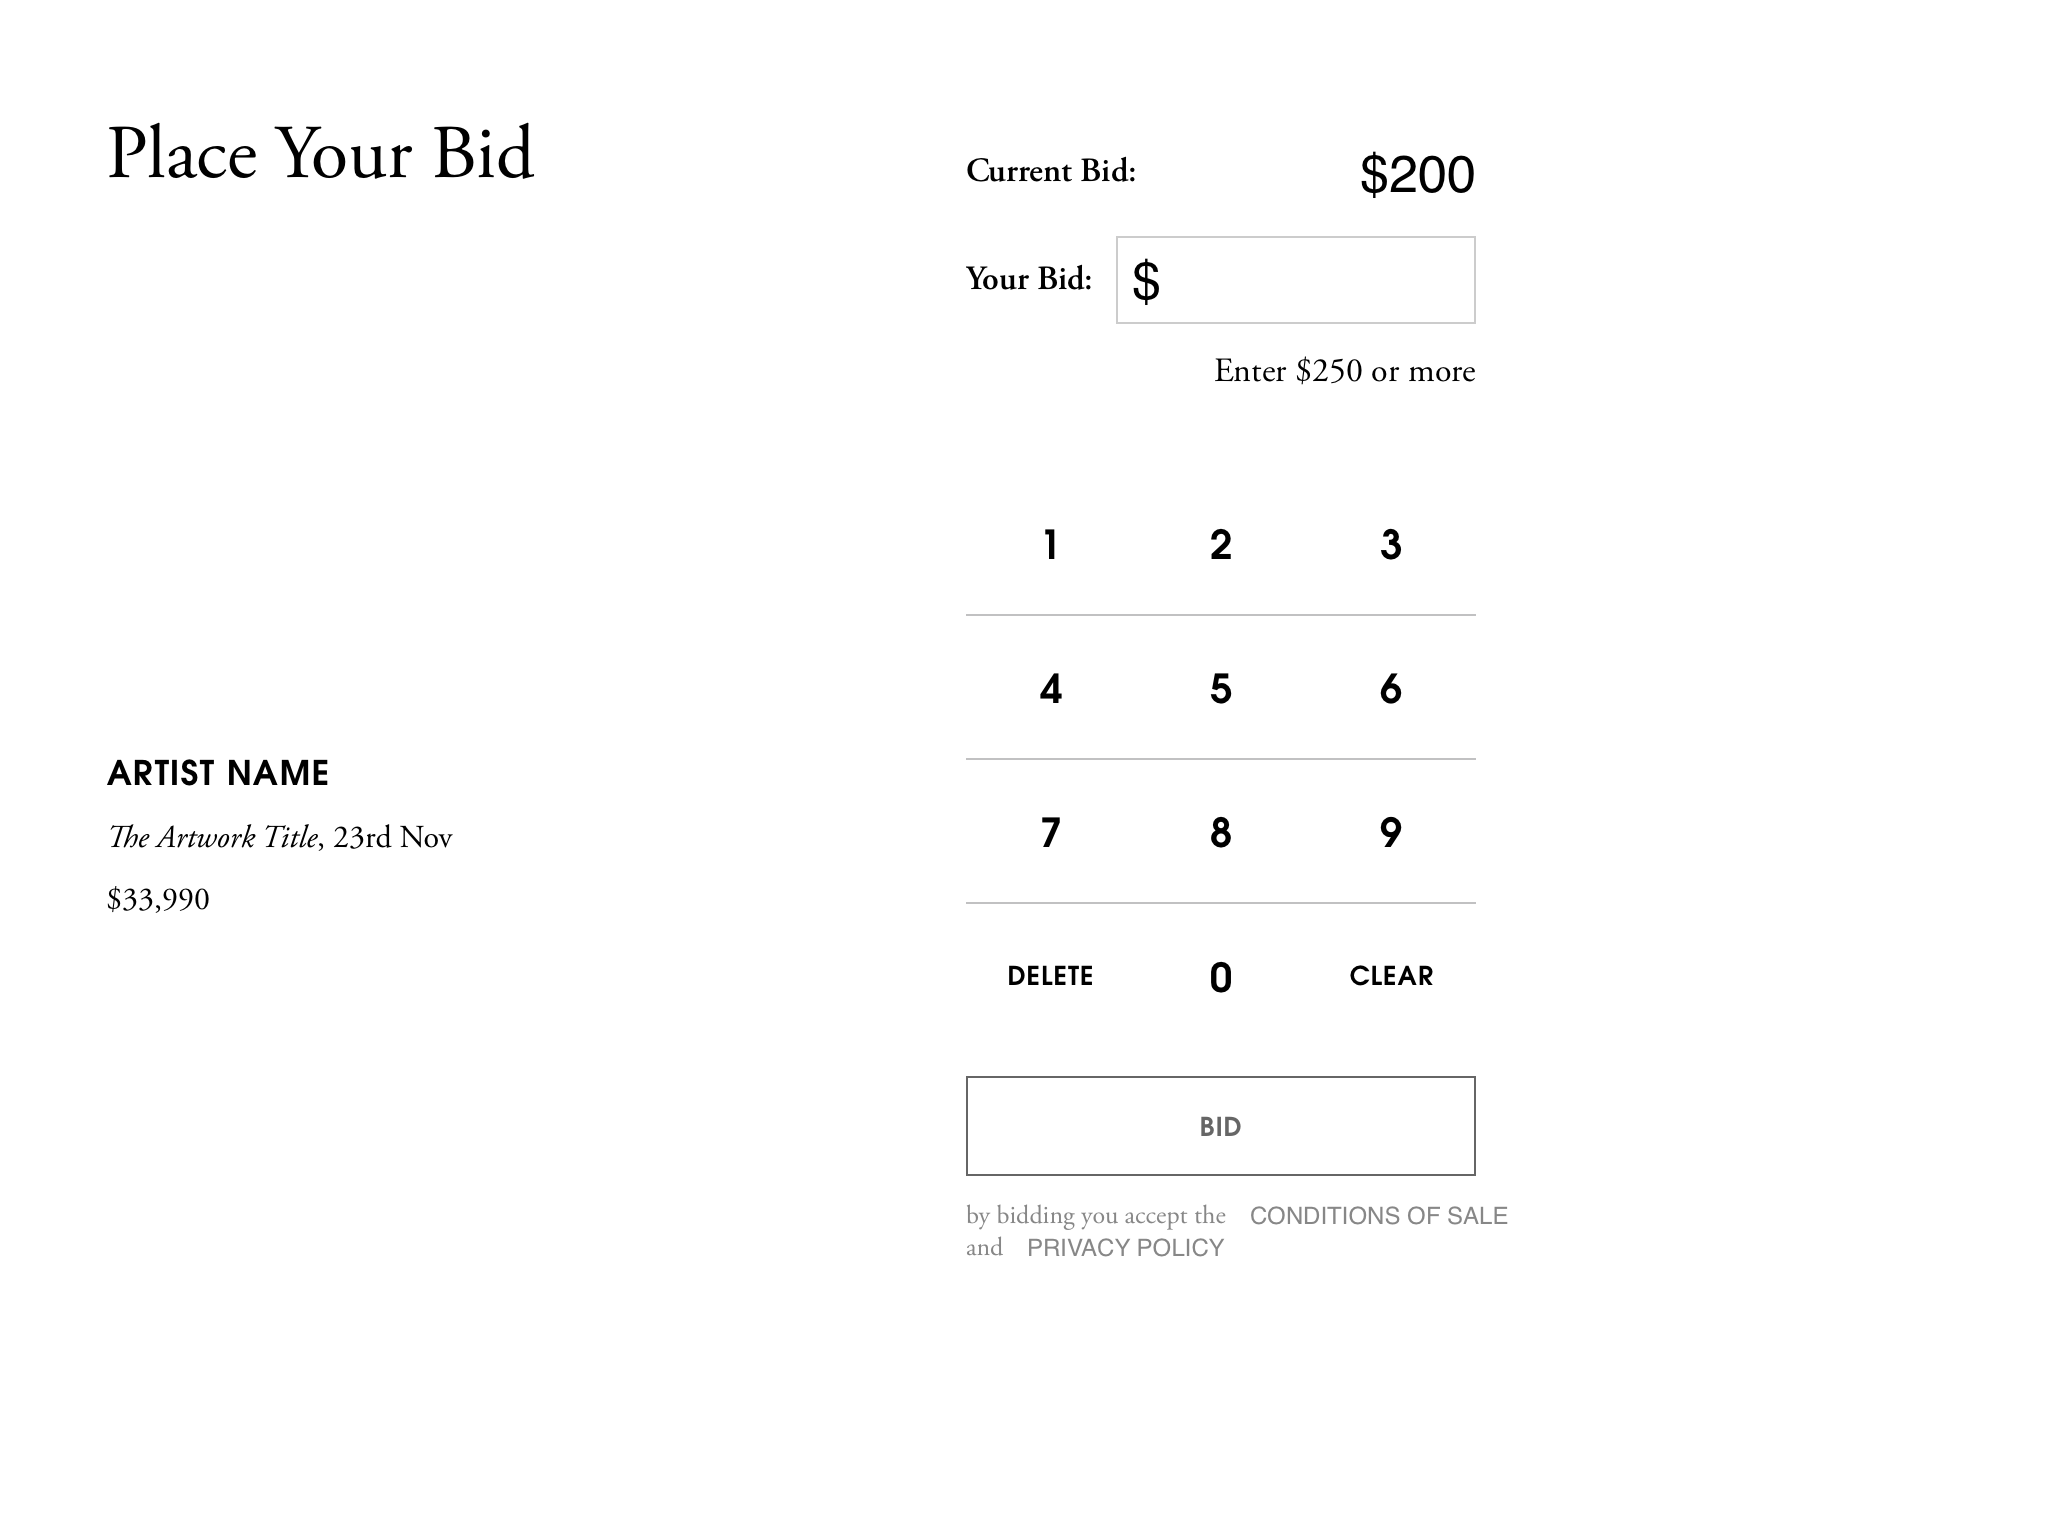 Place Your Bid
Current Bid: $200
Your Bid: $
Enter $250 or more
1 2 3
4 5 6
ARTIST NAME
The Artwork Title, 23rd Nov
$33,990
7 8 9
DELETE 0 CLEAR
BID
by bidding you accept the CONDITIONS OF SALE
and PRIVACY POLICY